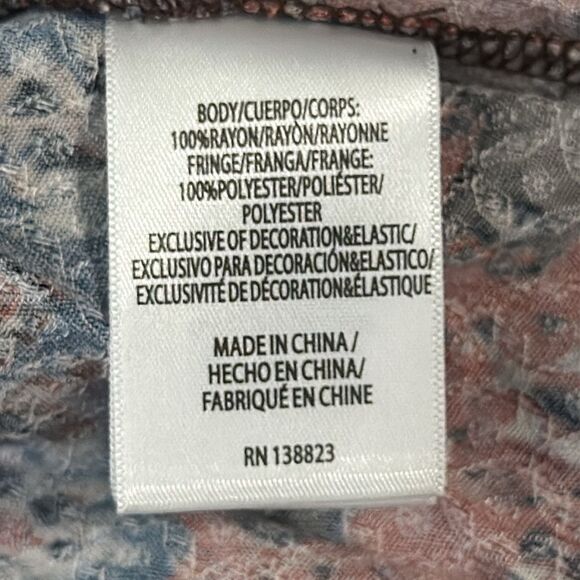 BODY/CUERPO/CORPS:
100%RAYON/RAYÓN/RAYONNE
FRINGE/FRANGA/FRANGE:
100%POLYESTER/POLIÉSTER/
POLYESTER
EXCLUSIVE OF DECORATION&ELASTIC/
EXCLUSIVO PARA DECORACIÓN&ELASTICO/
EXCLUSIVITÉ DE DÉCORATION&ÉLASTIQUE
MADE IN CHINA /
HECHO EN CHINA/
FABRIQUÉ EN CHINE
RN 138823